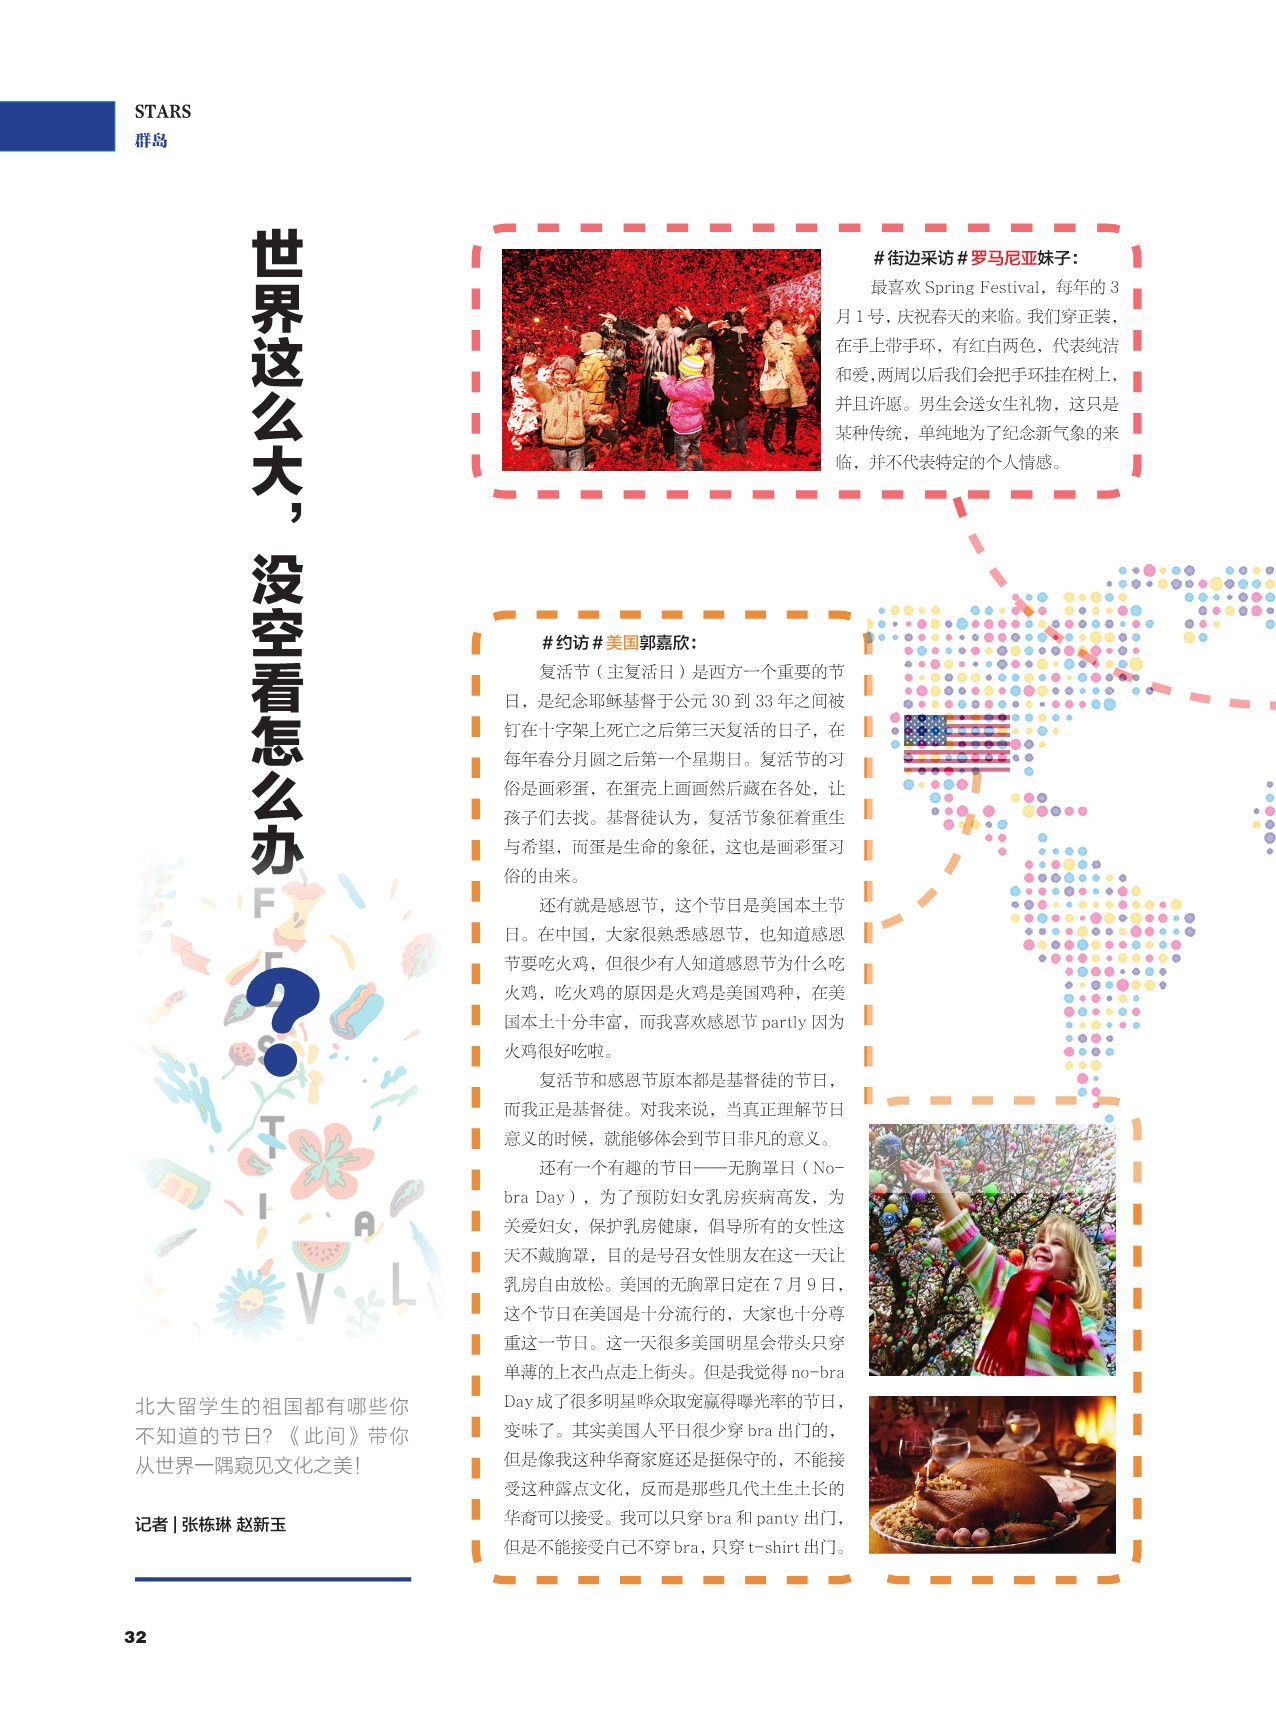 STARS
群岛
世界这么大，没空看怎么办
?
FESTIVAL
北大留学生的祖国都有哪些你
不知道的节日？《此间》带你
从世界一隅窥见文化之美！
记者 | 张栋琳 赵新玉
32
#街边采访#罗马尼亚妹子：
最喜欢 Spring Festival，每年的 3
月 1 号，庆祝春天的来临。我们穿正装，
在手上带手环，有红白两色，代表纯洁
和爱，两周以后我们会把手环挂在树上，
并且许愿。男生会送女生礼物，这只是
某种传统，单纯地为了纪念新气象的来
临，并不代表特定的个人情感。
#约访#美国郭嘉欣：
复活节（主复活日）是西方一个重要的节
日，是纪念耶稣基督于公元 30 到 33 年之间被
钉在十字架上死亡之后第三天复活的日子，在
每年春分月圆之后第一个星期日。复活节的习
俗是画彩蛋，在蛋壳上画画然后藏在各处，让
孩子们去找。基督徒认为，复活节象征着重生
与希望，而蛋是生命的象征，这也是画彩蛋习
俗的由来。
还有就是感恩节，这个节日是美国本土节
日。在中国，大家很熟悉感恩节，也知道感恩
节要吃火鸡，但很少有人知道感恩节为什么吃
火鸡，吃火鸡的原因是火鸡是美国鸡种，在美
国本土十分丰富，而我喜欢感恩节 partly 因为
火鸡很好吃啦。
复活节和感恩节原本都是基督徒的节日，
而我正是基督徒。对我来说，当真正理解节日
意义的时候，就能够体会到节日非凡的意义。
还有一个有趣的节日——无胸罩日（No-
bra Day），为了预防妇女乳房疾病高发，为
关爱妇女，保护乳房健康，倡导所有的女性这
天不戴胸罩，目的是号召女性朋友在这一天让
乳房自由放松。美国的无胸罩日定在 7 月 9 日，
这个节日在美国是十分流行的，大家也十分尊
重这一节日。这一天很多美国明星会带头只穿
单薄的上衣凸点走上街头。但是我觉得 no-bra
Day 成了很多明星哗众取宠赢得曝光率的节日，
变味了。其实美国人平日很少穿 bra 出门的，
但是像我这种华裔家庭还是挺保守的，不能接
受这种露点文化，反而是那些几代土生土长的
华裔可以接受。我可以只穿 bra 和 panty 出门，
但是不能接受自己不穿 bra，只穿 t-shirt 出门。